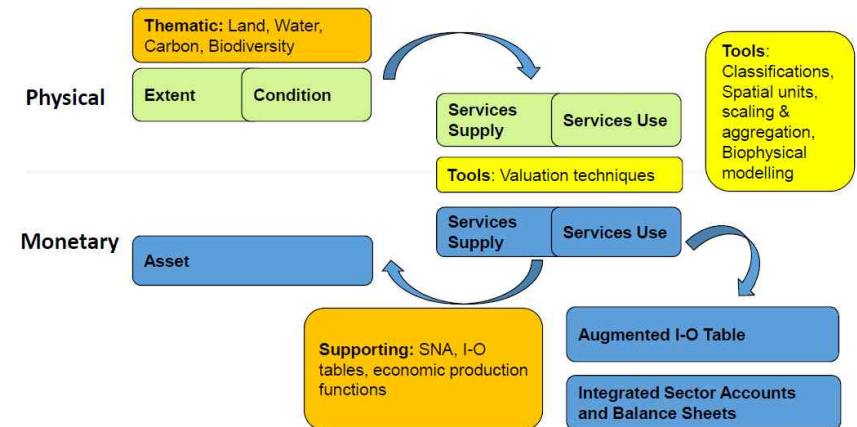 Thematic: Land, Water,
Carbon, Biodiversity
Physical
Extent
Condition
Services
Supply
Services Use
Tools:
Classifications,
Spatial units,
scaling &
aggregation,
Biophysical
modelling
Tools: Valuation techniques
Monetary
Asset
Services
Supply
Services Use
Supporting: SNA, I-O
tables, economic production
functions
Augmented I-O Table
Integrated Sector Accounts
and Balance Sheets